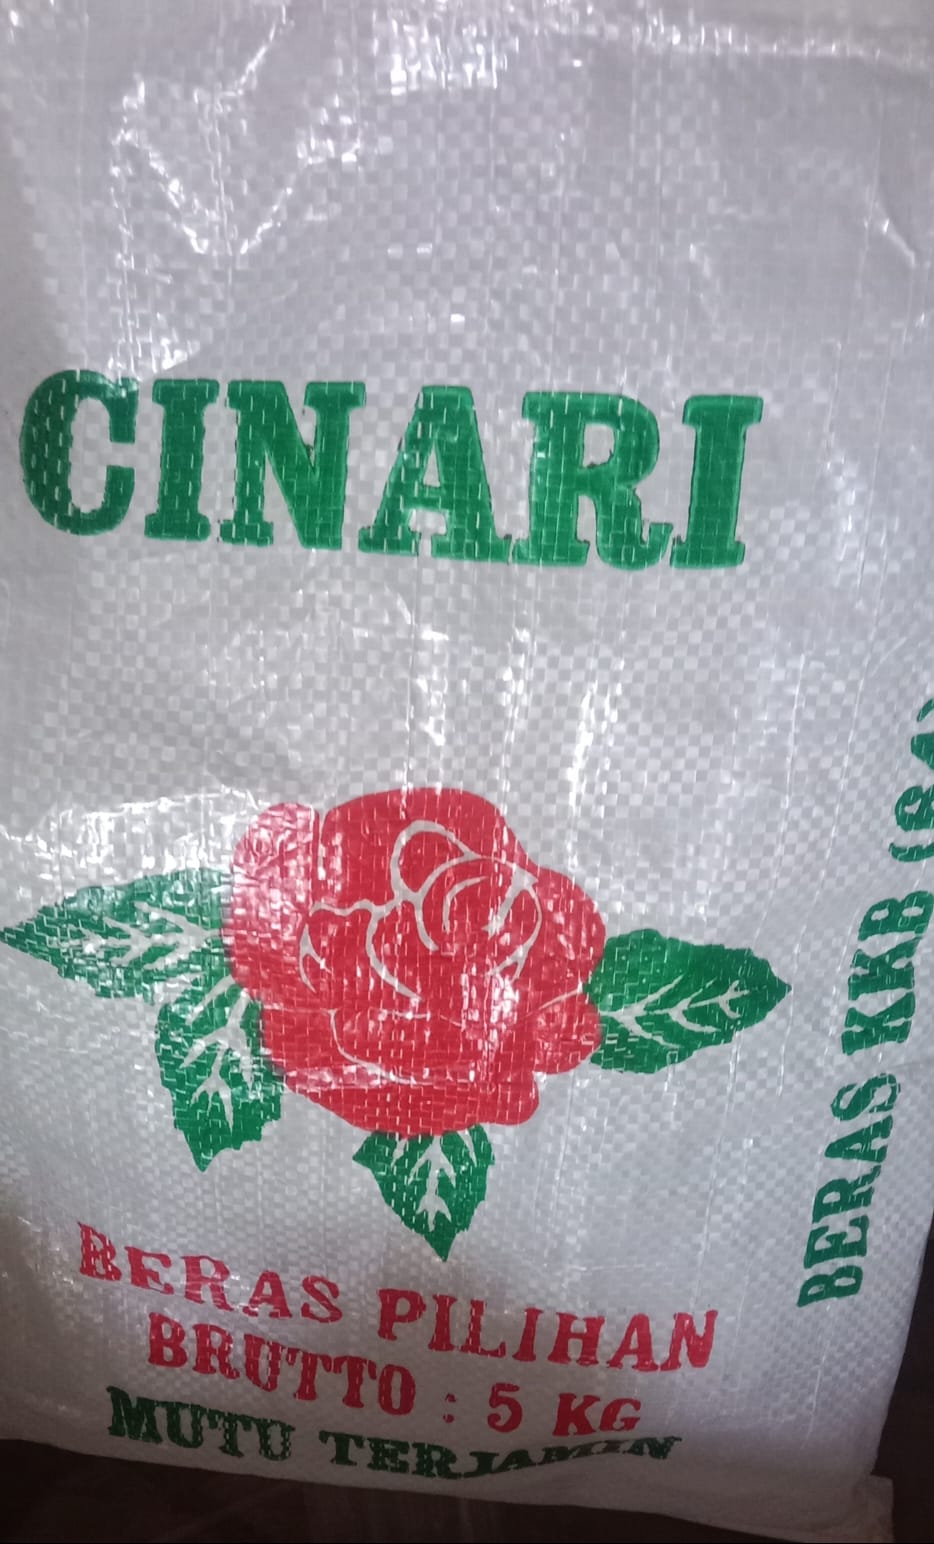 CINARI
BERAS PILIHAN
BRUTTO : 5 KG
MUTU TERJAMIN
BERAS KKB